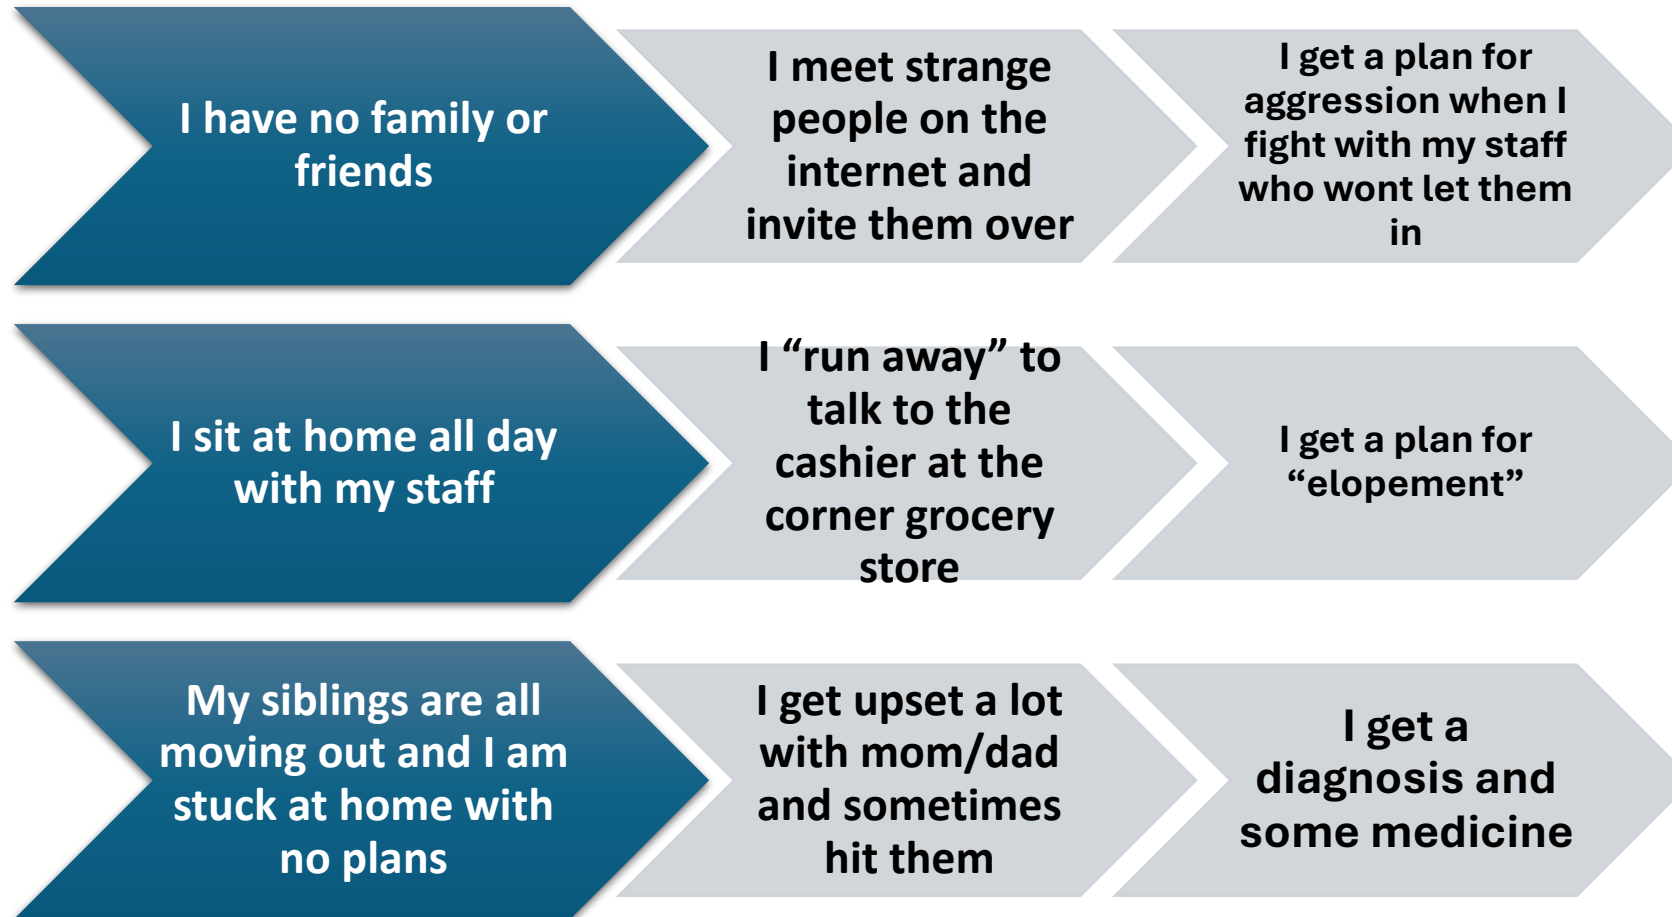 I have no family or
friends
I meet strange
people on the
internet and
invite them over
I get a plan for
aggression when I
fight with my staff
who wont let them
in
I sit at home all day
with my staff
I “run away” to
talk to the
cashier at the
corner grocery
store
I get a plan for
“elopement”
My siblings are all
moving out and I am
stuck at home with
no plans
I get upset a lot
with mom/dad
and sometimes
hit them
I get a
diagnosis and
some medicine